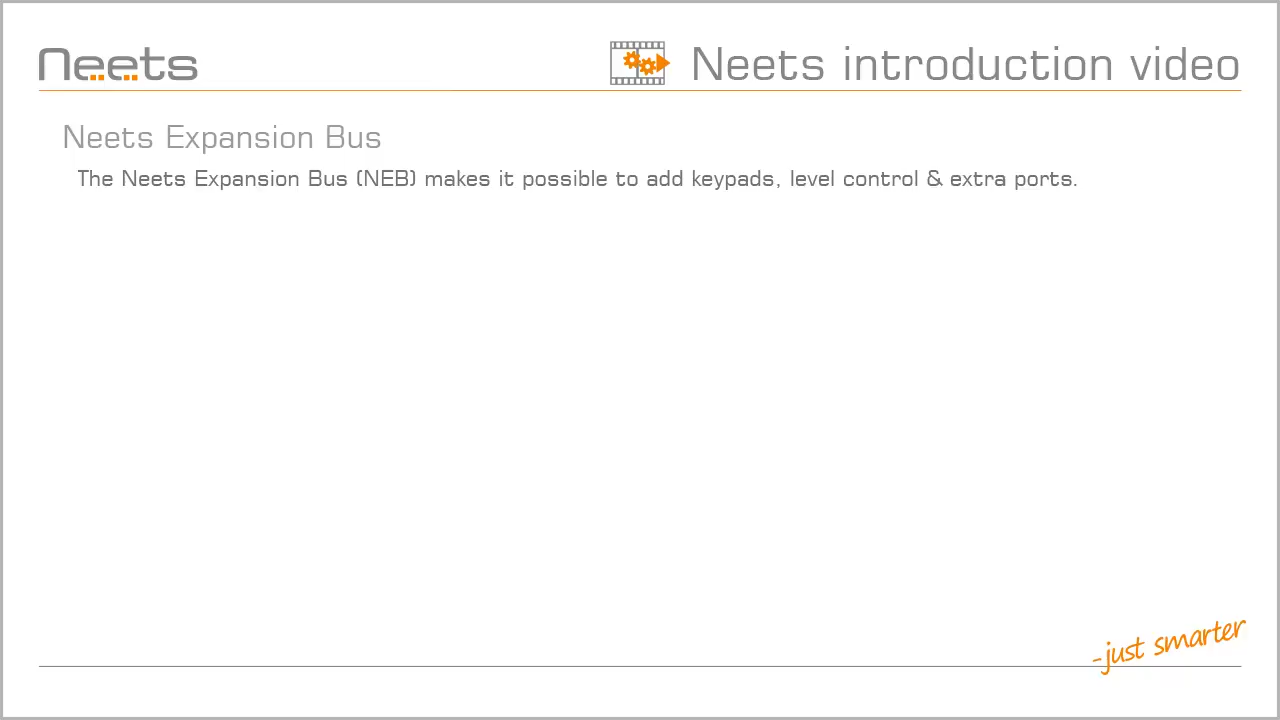 Neets
Neets introduction video
Neets Expansion Bus
The Neets Expansion Bus (NEB) makes it possible to add keypads, level control & extra ports.
-just smarter